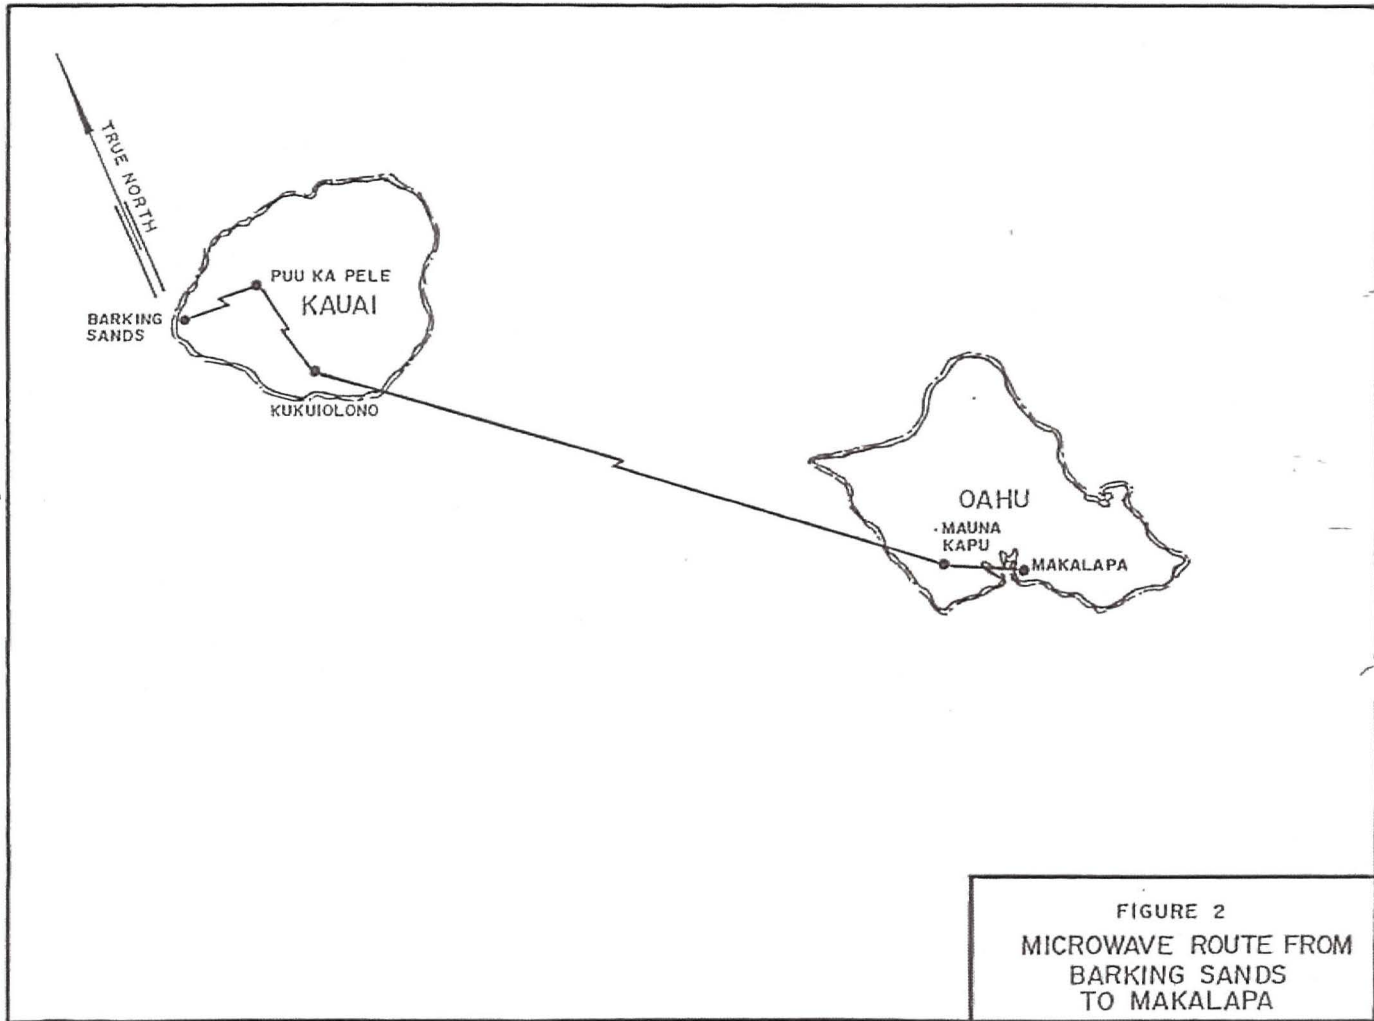 TRUE NORTH
PUU KA PELE
KAUAI
BARKING
SANDS
KUKUIOLONO
OAHU
MAUNA
KAPU
MAKALAPA
FIGURE 2
MICROWAVE ROUTE FROM
BARKING SANDS
TO MAKALAPA